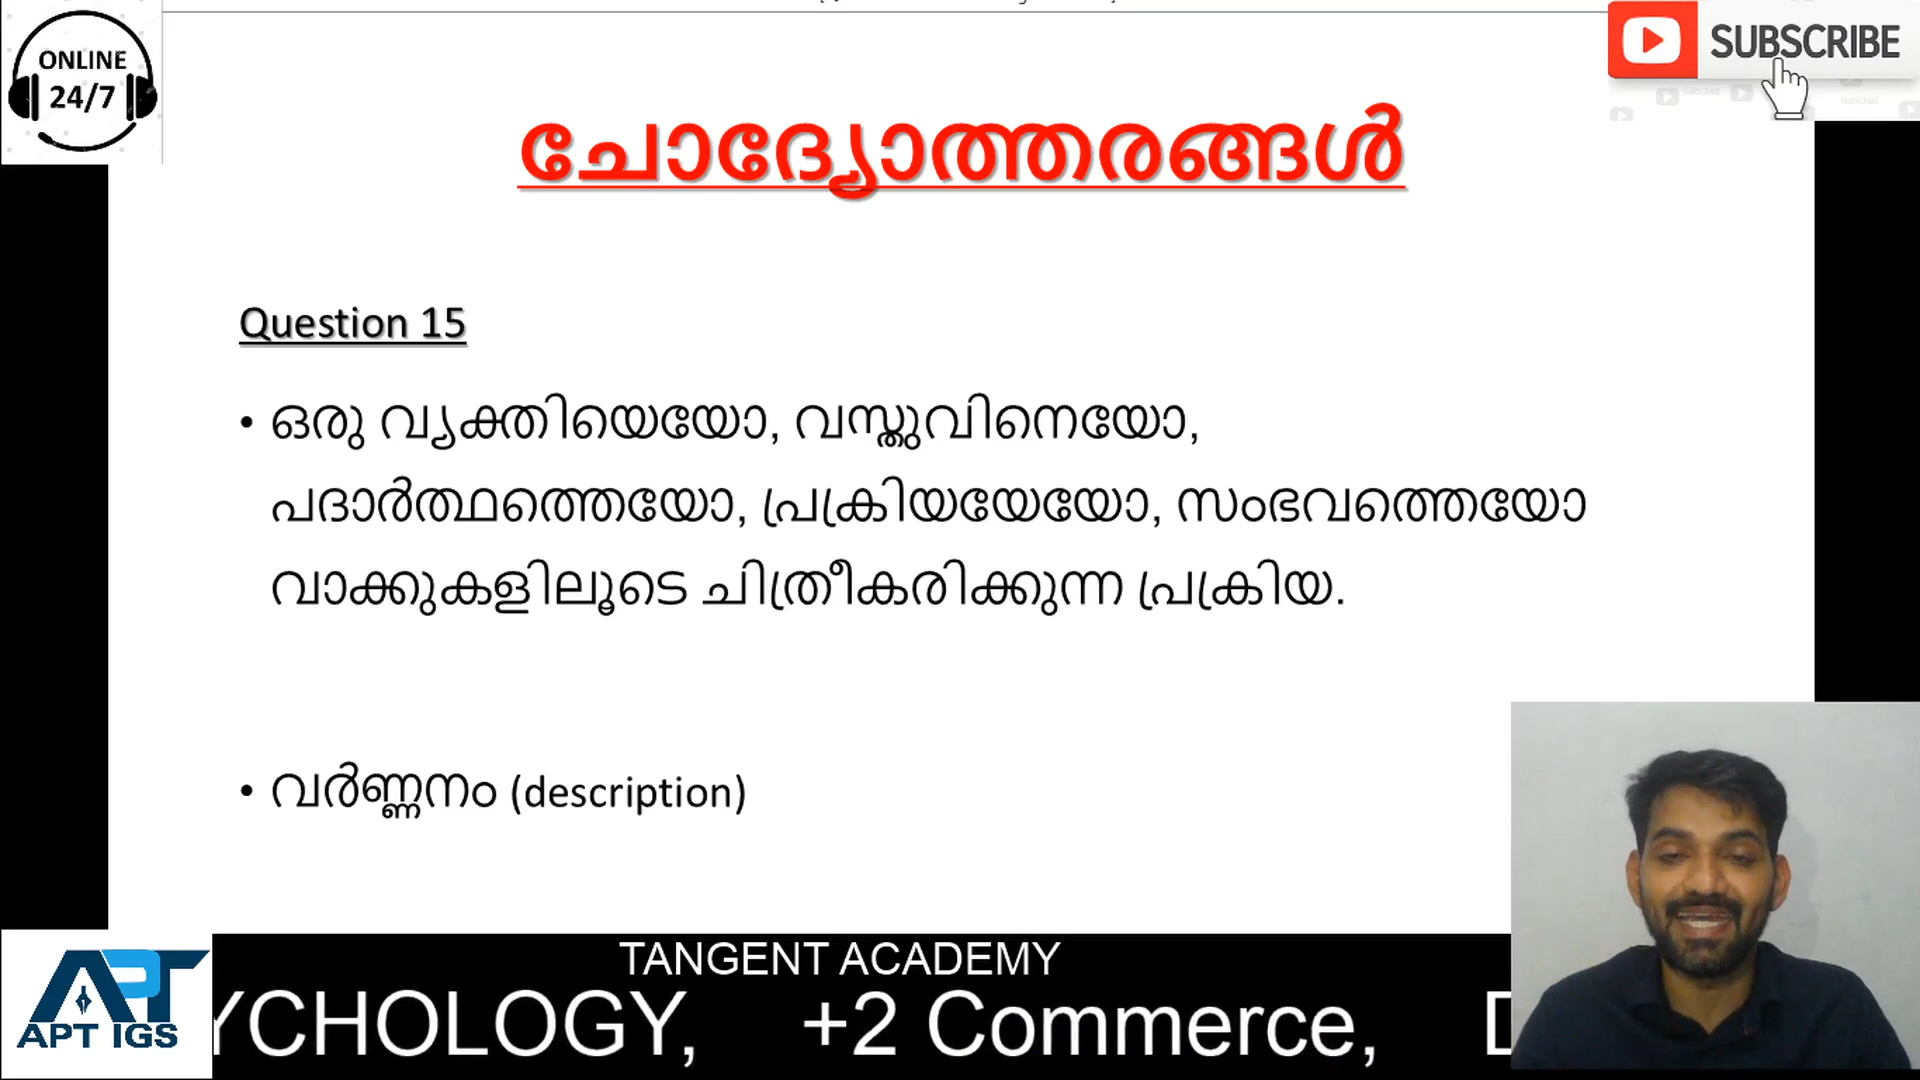 ONLINE
24/7
SUBSCRIBE
ചോദ്യോത്തരങ്ങൾ
Question 15
• ഒരു വ്യക്തിയെയോ, വസ്തുവിനെയോ,
പദാർത്ഥത്തെയോ, പ്രക്രിയയേയോ, സംഭവത്തെയോ
വാക്കുകളിലൂടെ ചിത്രീകരിക്കുന്ന പ്രക്രിയ.
• വർണ്ണനം (description)
TANGENT ACADEMY
YCHOLOGY, +2 Commerce, D
APT
APT IGS